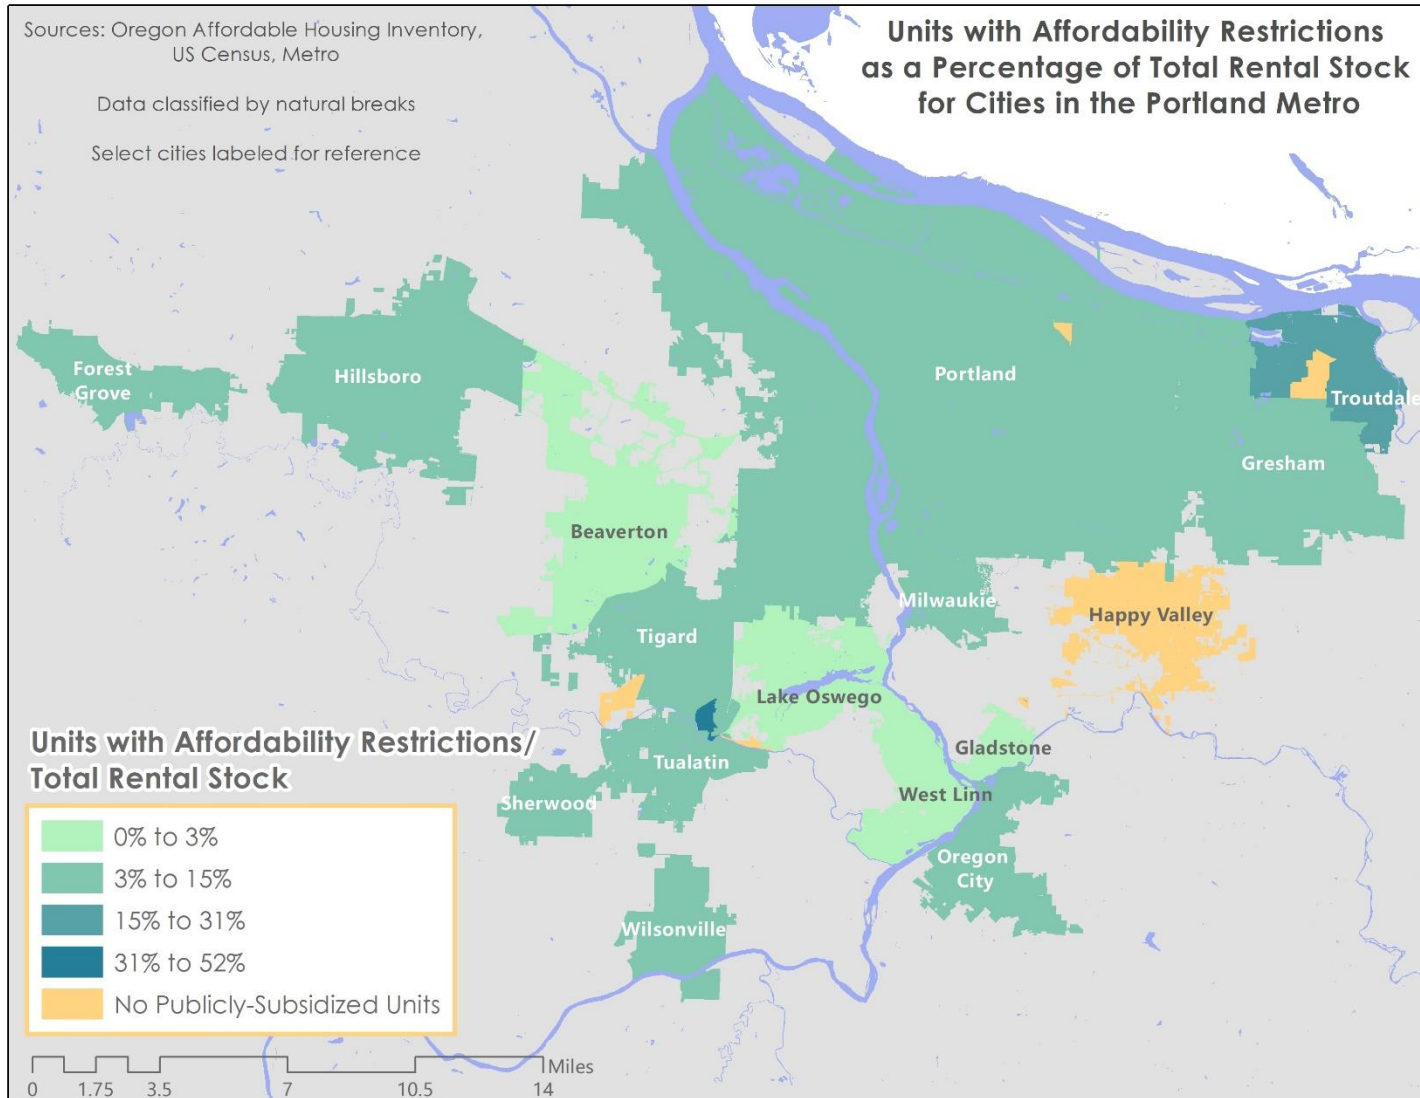 Sources: Oregon Affordable Housing Inventory,
US Census, Metro
Data classified by natural breaks
Select cities labeled for reference
Units with Affordability Restrictions
as a Percentage of Total Rental Stock
for Cities in the Portland Metro
Forest
Grove
Hillsboro
Portland
Troutdale
Gresham
Beaverton
Milwaukie
Happy Valley
Tigard
Lake Oswego
Gladstone
Tualatin
West Linn
Sherwood
Oregon
City
Wilsonville
Units with Affordability Restrictions/
Total Rental Stock
0% to 3%
3% to 15%
15% to 31%
31% to 52%
No Publicly-Subsidized Units
Miles
0 1.75 3.5 7 10.5 14